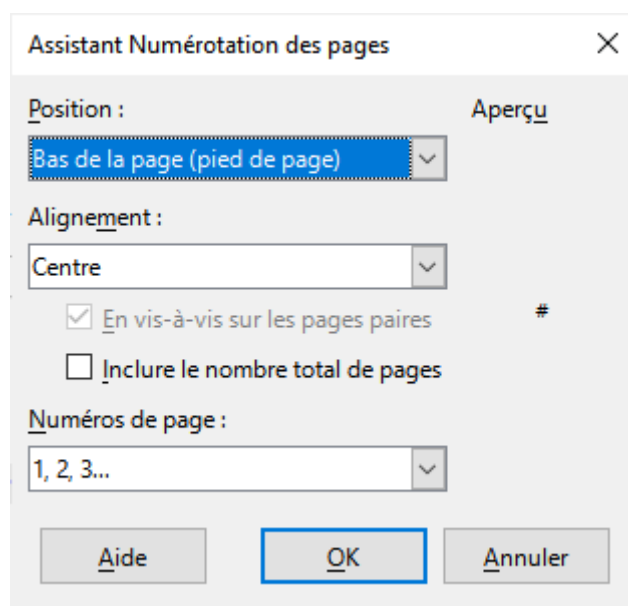 Assistant Numérotation des pages
Position :
Aperçu
Bas de la page (pied de page)
Alignement :
Centre
En vis-à-vis sur les pages paires
#
Inclure le nombre total de pages
Numéros de page :
1, 2, 3...
Aide
OK
Annuler